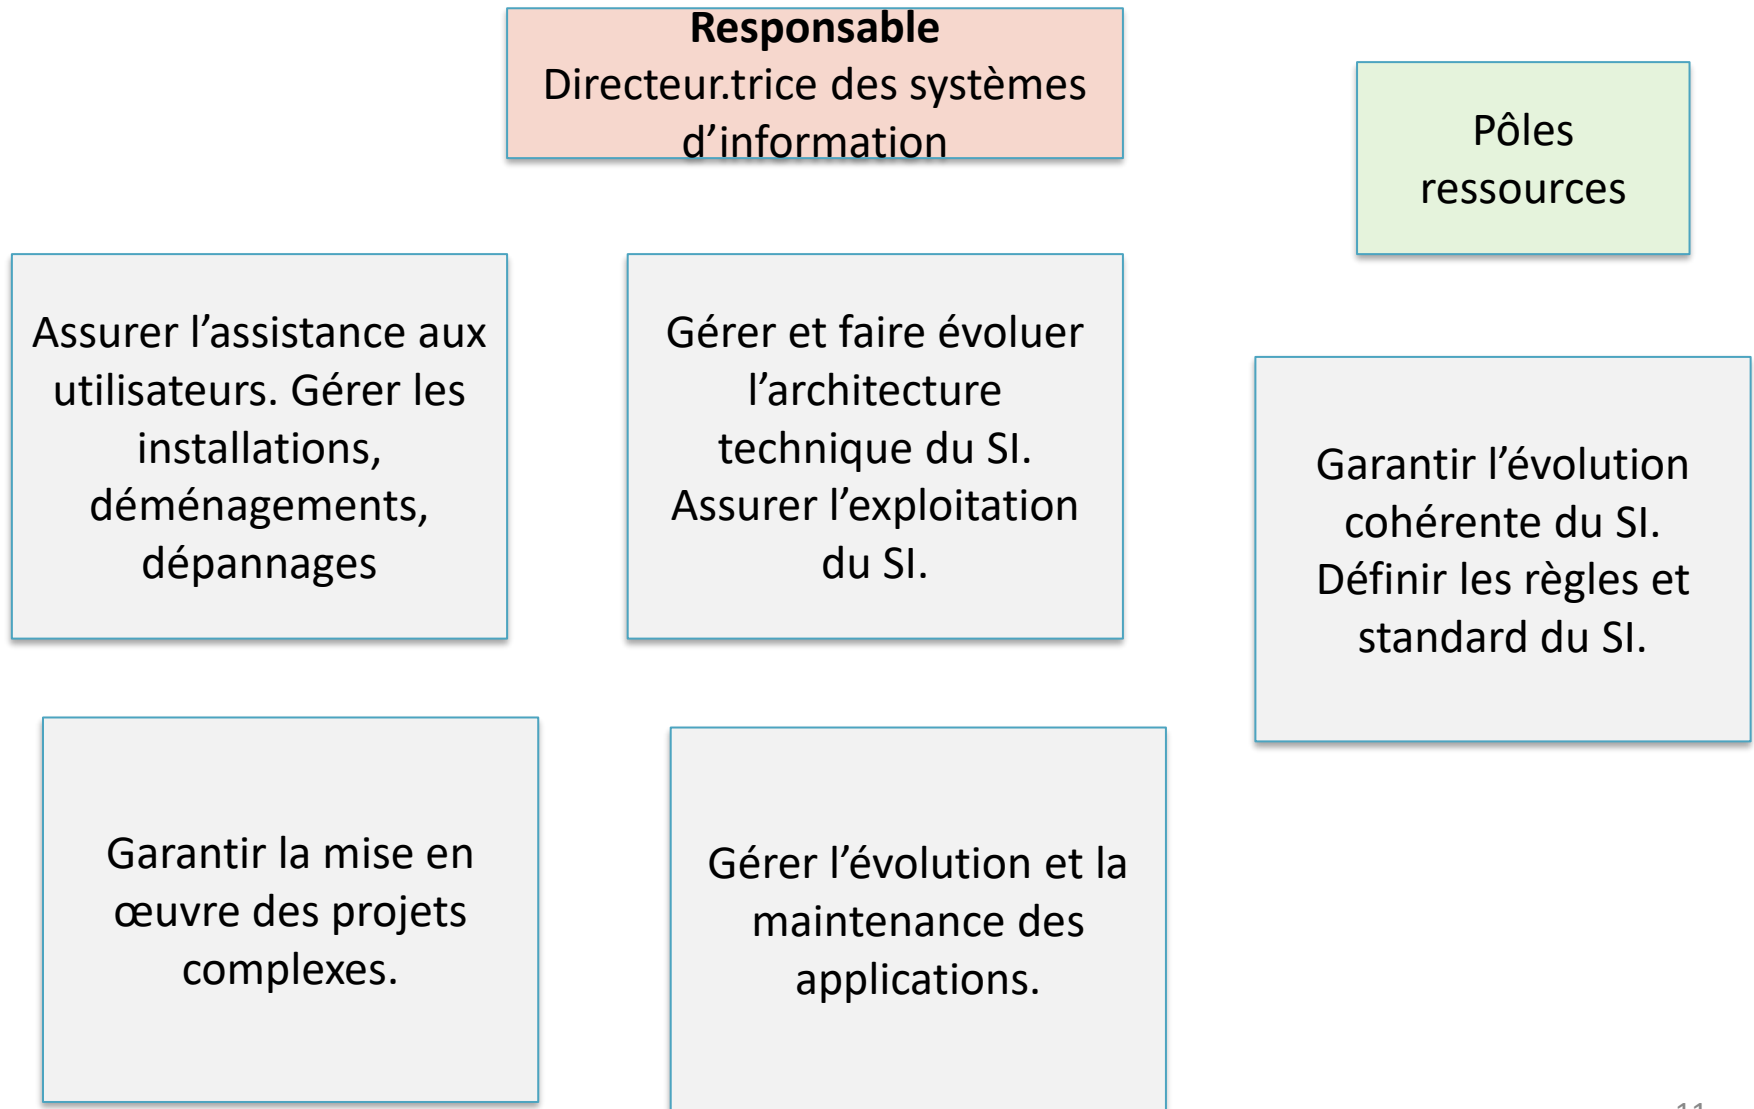 Responsable
Directeur.trice des systèmes
d’information
Pôles
ressources
Assurer l’assistance aux
utilisateurs. Gérer les
installations,
déménagements,
dépannages
Gérer et faire évoluer
l’architecture
technique du SI.
Assurer l’exploitation
du SI.
Garantir l’évolution
cohérente du SI.
Définir les règles et
standard du SI.
Garantir la mise en
œuvre des projets
complexes.
Gérer l’évolution et la
maintenance des
applications.
11